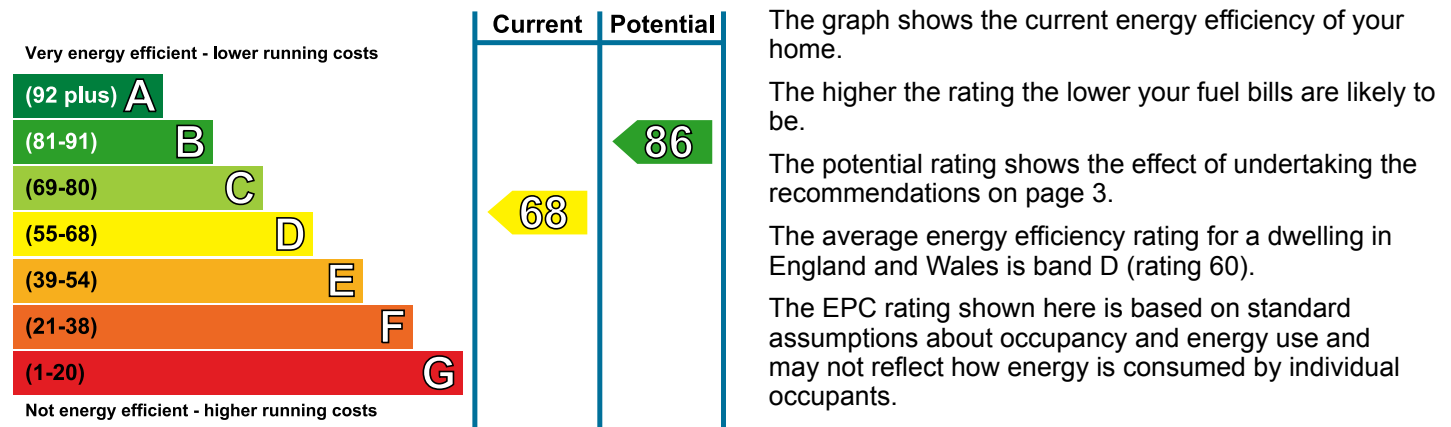 Current Potential
Very energy efficient - lower running costs
(92 plus) A
(81-91) B
86
(69-80) C
68
(55-68) D
(39-54) E
(21-38) F
(1-20) G
Not energy efficient - higher running costs
The graph shows the current energy efficiency of your
home.
The higher the rating the lower your fuel bills are likely to
be.
The potential rating shows the effect of undertaking the
recommendations on page 3.
The average energy efficiency rating for a dwelling in
England and Wales is band D (rating 60).
The EPC rating shown here is based on standard
assumptions about occupancy and energy use and
may not reflect how energy is consumed by individual
occupants.